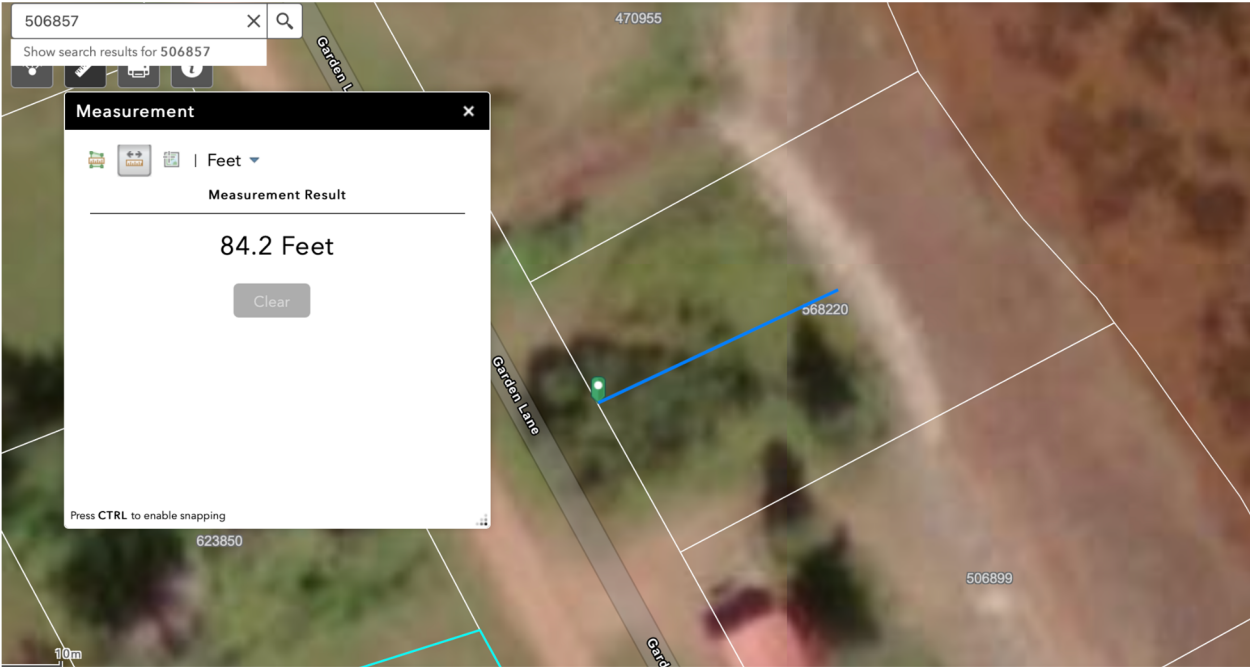 506857
Show search results for 506857
Garden L
470955
Measurement
Feet
Measurement Result
84.2 Feet
Clear
568220
Garden Lane
Press CTRL to enable snapping
623850
506899
Gard
10m